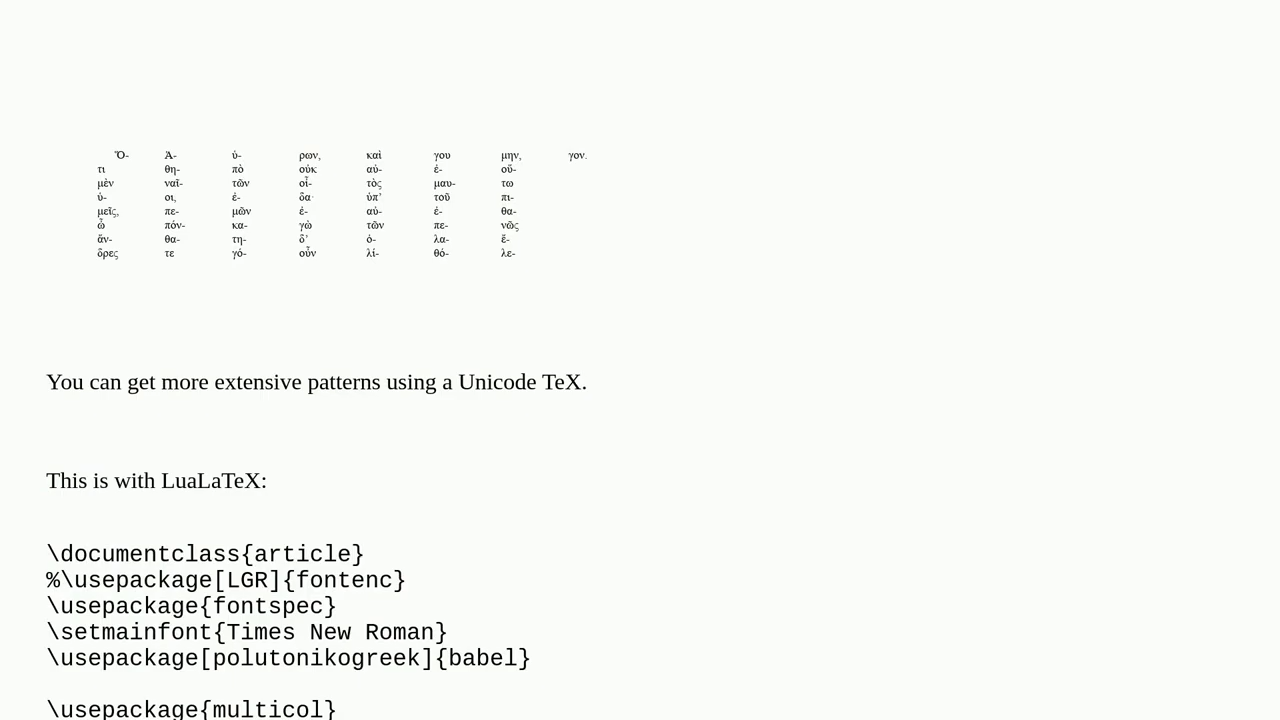 Ὅ-
τι
μὲν
ὑ-
μεῖς,
ὦ
ἄν-
δρες
Ἀ-
θη-
ναῖ-
οι,
πε-
πόν-
θα-
τε
ὑ-
πὸ
τῶν
ἐ-
μῶν
κα-
τη-
γό-
ρων,
οὐκ
οἶ-
δα·
ἐ-
γὼ
δ’
οὖν
καὶ
αὐ-
τὸς
ὑπ’
αὐ-
τῶν
ὀ-
λί-
γου
ἐ-
μαυ-
τοῦ
ἐ-
πε-
λα-
θό-
μην,
οὕ-
τω
πι-
θα-
νῶς
ἔ-
λε-
γον.
You can get more extensive patterns using a Unicode TeX.
This is with LuaLaTeX:
\documentclass{article}
%\usepackage[LGR]{fontenc}
\usepackage{fontspec}
\setmainfont{Times New Roman}
\usepackage[polutonikogreek]{babel}
\usepackage{multicol}